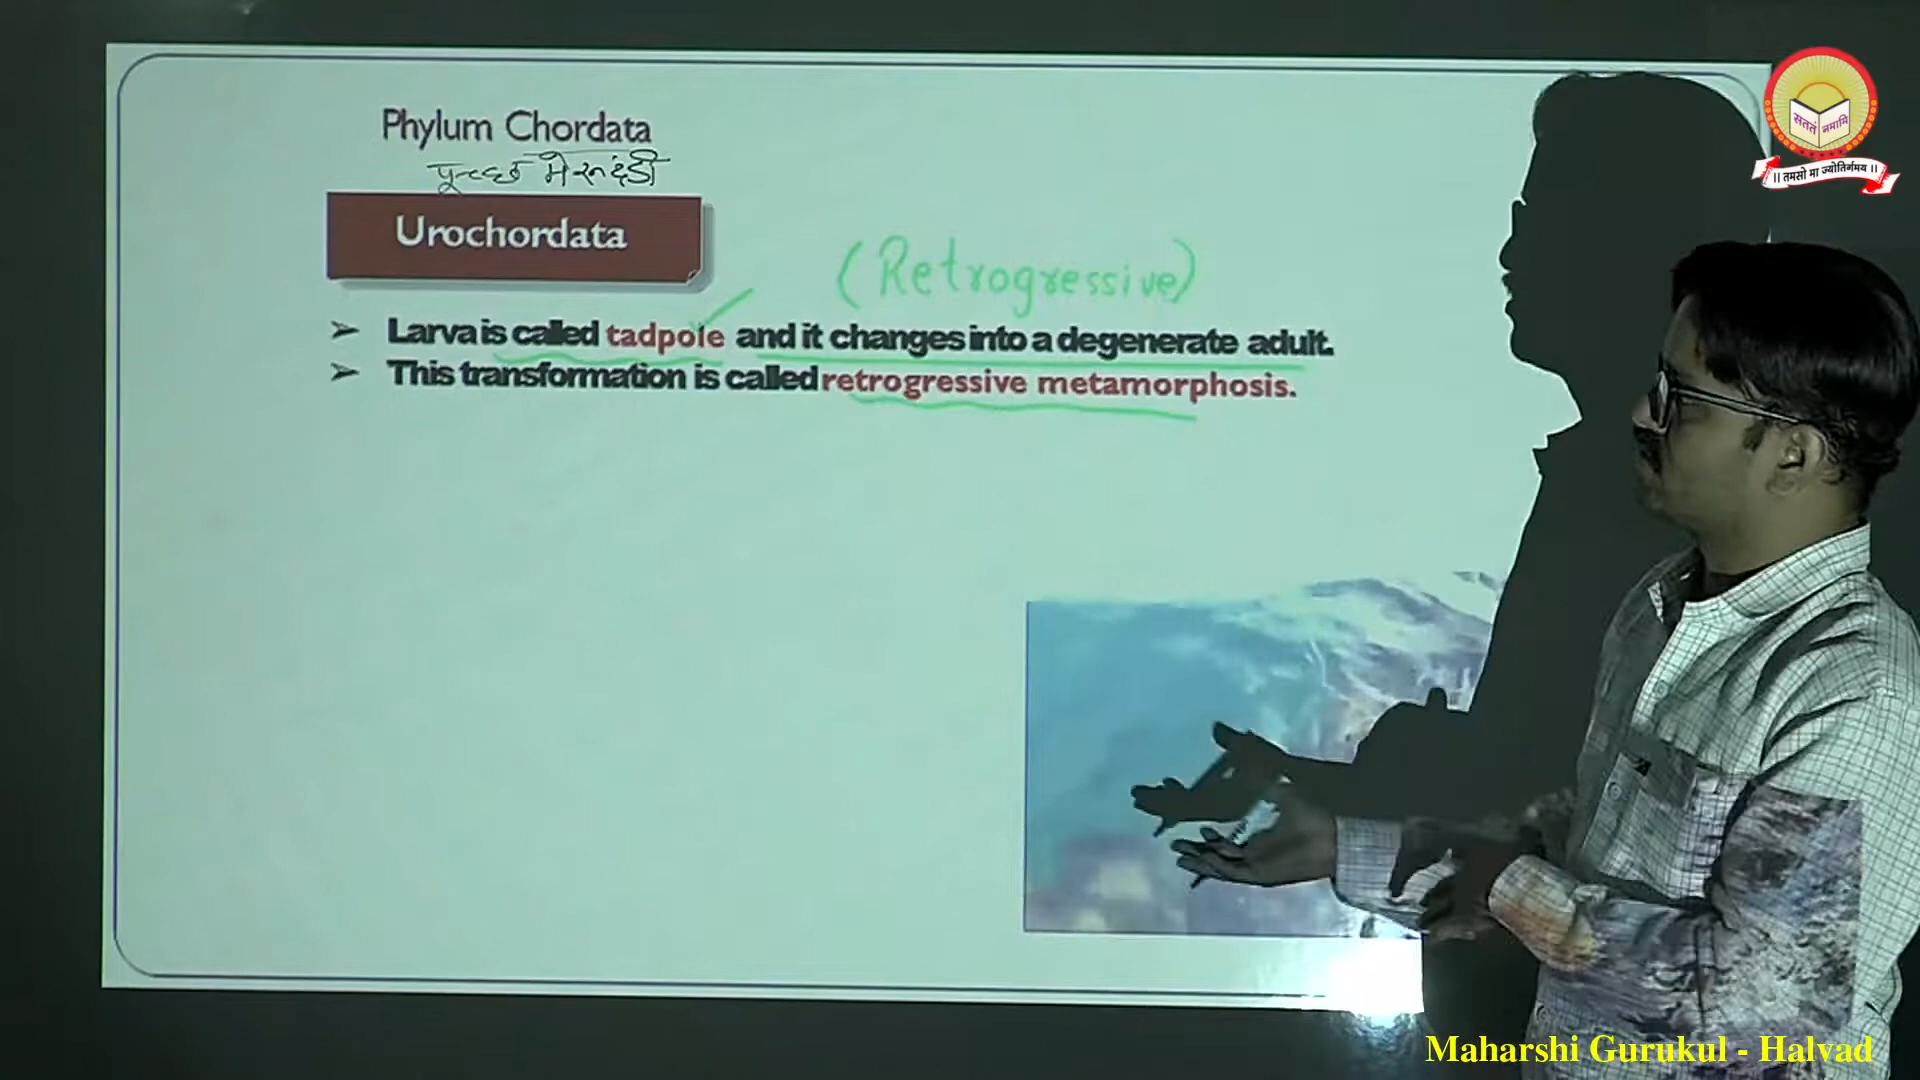 Phylum Chordata
पूच्छ मेरुदंडी
Urochordata
(Retrogressive)
➢ Larva is called tadpole and it changes into a degenerate adult.
➢ This transformation is called retrogressive metamorphosis.
सततं नमामि
।। तमसो मा ज्योतिर्गमय ।।
Maharshi Gurukul - Halvad